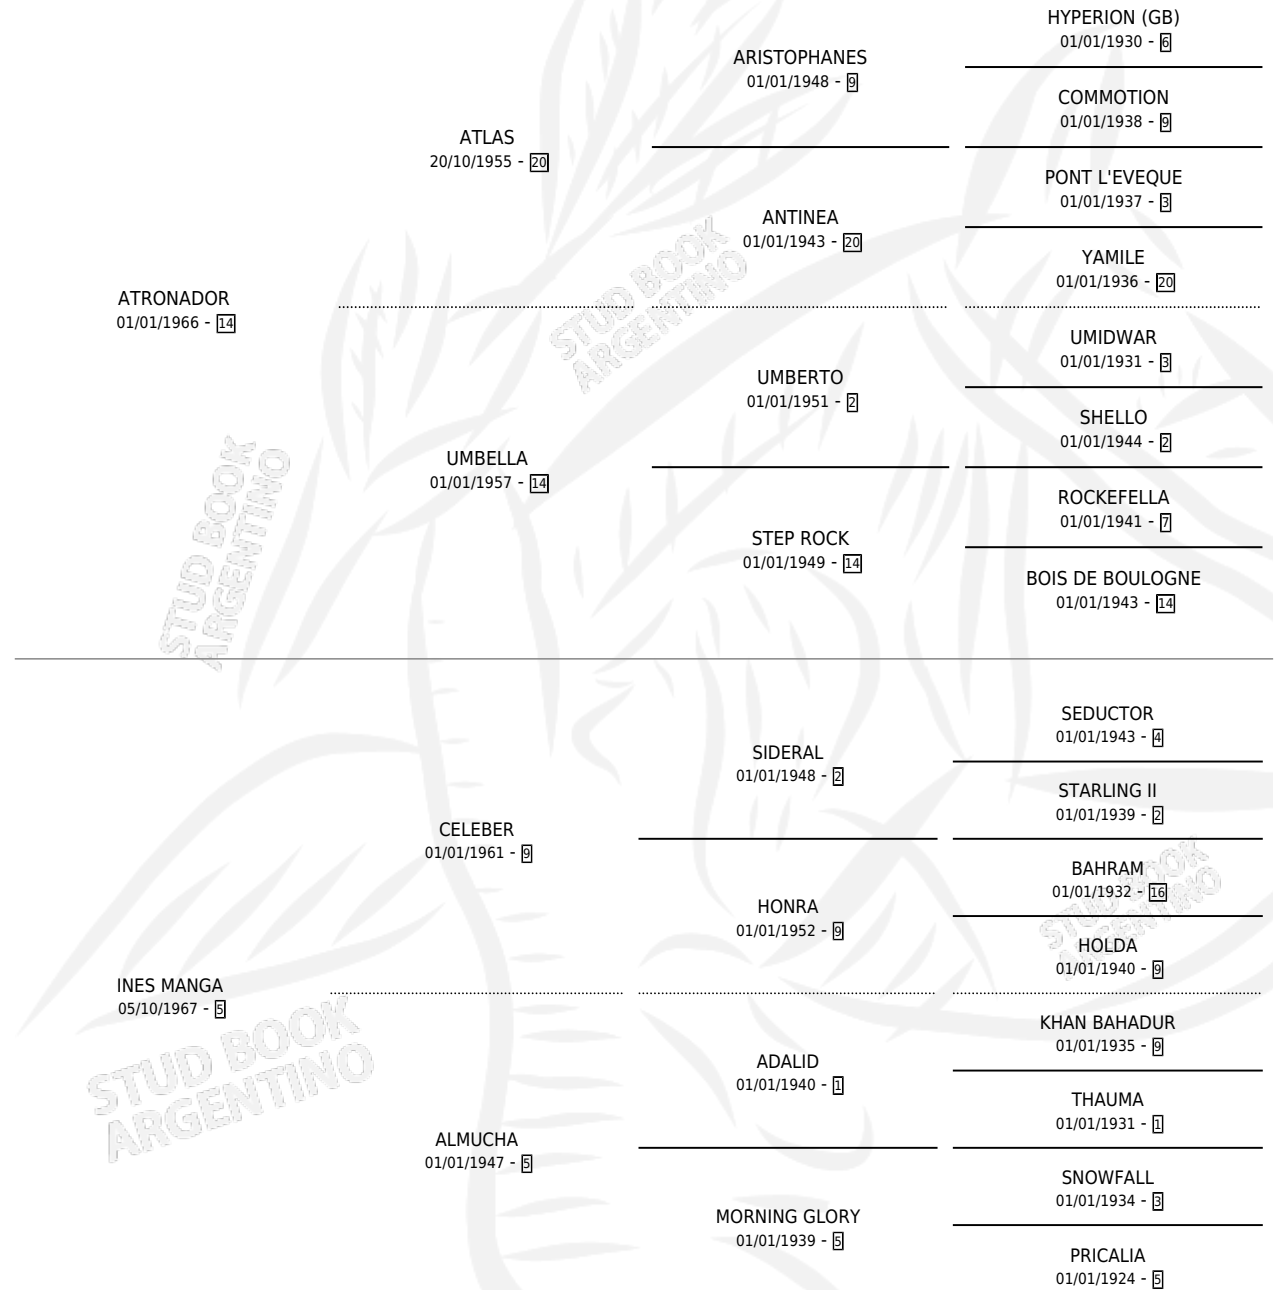 HYPERION (GB)
01/01/1930 - 6
ARISTOPHANES
01/01/1948 - 9
COMMOTION
01/01/1938 - 9
ATLAS
20/10/1955 - 20
PONT L'EVEQUE
01/01/1937 - 3
ANTINEA
01/01/1943 - 20
YAMILE
01/01/1936 - 20
ATRONADOR
01/01/1966 - 14
UMIDWAR
01/01/1931 - 3
UMBERTO
01/01/1951 - 2
SHELLO
01/01/1944 - 2
UMBELLA
01/01/1957 - 14
ROCKEFELLA
01/01/1941 - 7
STEP ROCK
01/01/1949 - 14
BOIS DE BOULOGNE
01/01/1943 - 14
STUD BOOK
ARGENTINO
STUD BOOK
ARGENTINO
SEDUCTOR
01/01/1943 - 4
SIDERAL
01/01/1948 - 2
STARLING II
01/01/1939 - 2
CELEBER
01/01/1961 - 9
BAHRAM
01/01/1932 - 16
HONRA
01/01/1952 - 9
HOLDA
01/01/1940 - 9
INES MANGA
05/10/1967 - 5
KHAN BAHADUR
01/01/1935 - 9
ADALID
01/01/1940 - 1
THAUMA
01/01/1931 - 1
ALMUCHA
01/01/1947 - 5
SNOWFALL
01/01/1934 - 3
MORNING GLORY
01/01/1939 - 5
PRICALIA
01/01/1924 - 5
STUD BOOK
ARGENTINO
STUD BOOK
ARGENTINO